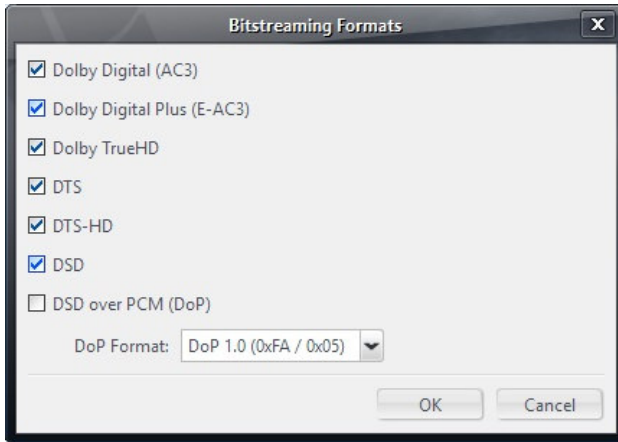 Bitstreaming Formats
Dolby Digital (AC3)
Dolby Digital Plus (E-AC3)
Dolby TrueHD
DTS
DTS-HD
DSD
DSD over PCM (DoP)
DoP Format: DoP 1.0 (0xFA / 0x05)
OK Cancel